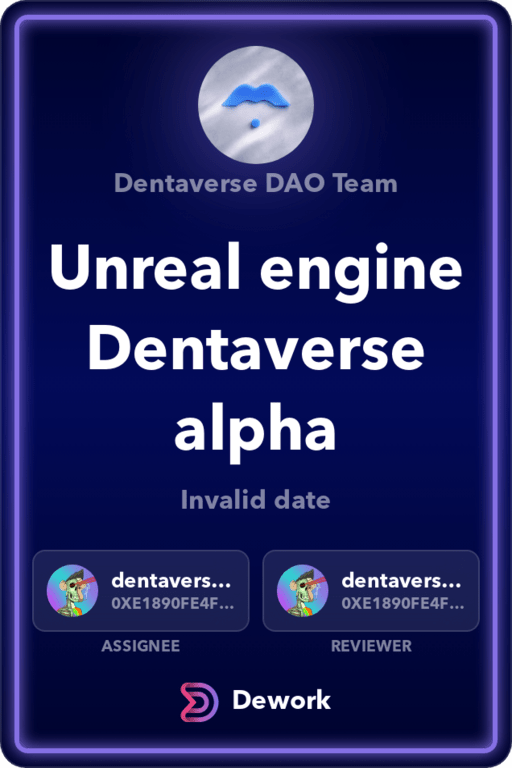 Dentaverse DAO Team
Unreal engine
Dentaverse
alpha
Invalid date
dentavers... dentavers...
0XE1890FE4F... 0XE1890FE4F...
ASSIGNEE REVIEWER
Dework